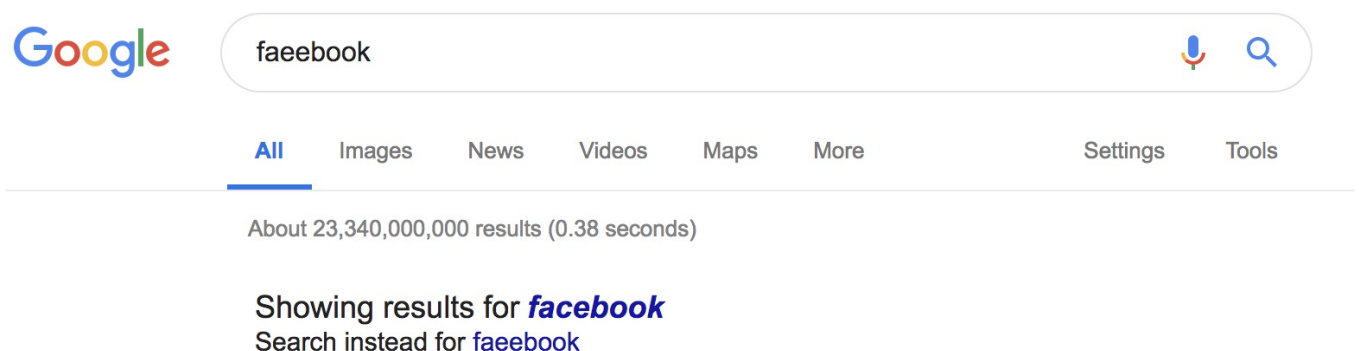 Google faeebook
All Images News Videos Maps More Settings Tools
About 23,340,000,000 results (0.38 seconds)
Showing results for facebook
Search instead for faeebook